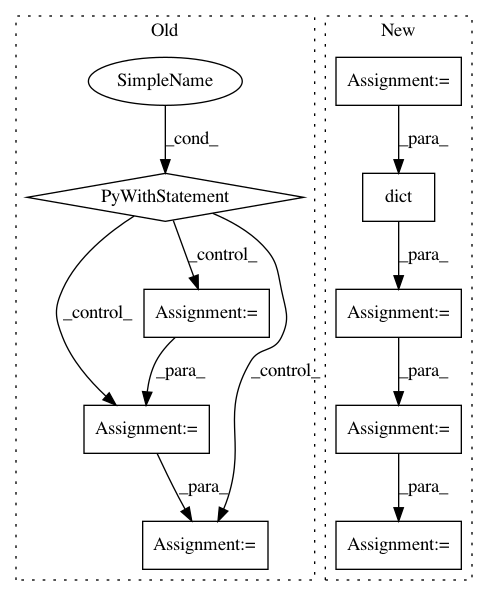 Old
New
SimpleName
Assignment:=
_cond_
_para_
PyWithStatement
dict
_control_
_para_
_control_
Assignment:=
Assignment:=
_control_
_para_
_para_
Assignment:=
Assignment:=
_para_
_para_
Assignment:=
Assignment:=